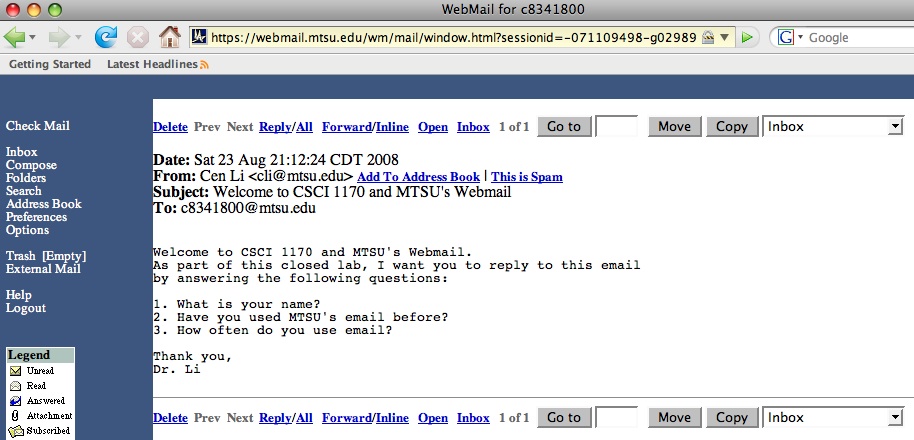 WebMail for c8341800
https://webmail.mtsu.edu/wm/mail/window.html?sessionid=-071109498-g02989
Google
Getting Started Latest Headlines
Check Mail
Inbox
Compose
Folders
Search
Address Book
Preferences
Options
Trash [Empty]
External Mail
Help
Logout
Legend
Unread
Read
Answered
Attachment
Subscribed
Delete Prev Next Reply/All Forward/Inline Open Inbox 1 of 1 Go to Move Copy Inbox
Date: Sat 23 Aug 21:12:24 CDT 2008
From: Cen Li <cli@mtsu.edu> Add To Address Book | This is Spam
Subject: Welcome to CSCI 1170 and MTSU's Webmail
To: c8341800@mtsu.edu
Welcome to CSCI 1170 and MTSU's Webmail.
As part of this closed lab, I want you to reply to this email
by answering the following questions:
1. What is your name?
2. Have you used MTSU's email before?
3. How often do you use email?
Thank you,
Dr. Li
Delete Prev Next Reply/All Forward/Inline Open Inbox 1 of 1 Go to Move Copy Inbox